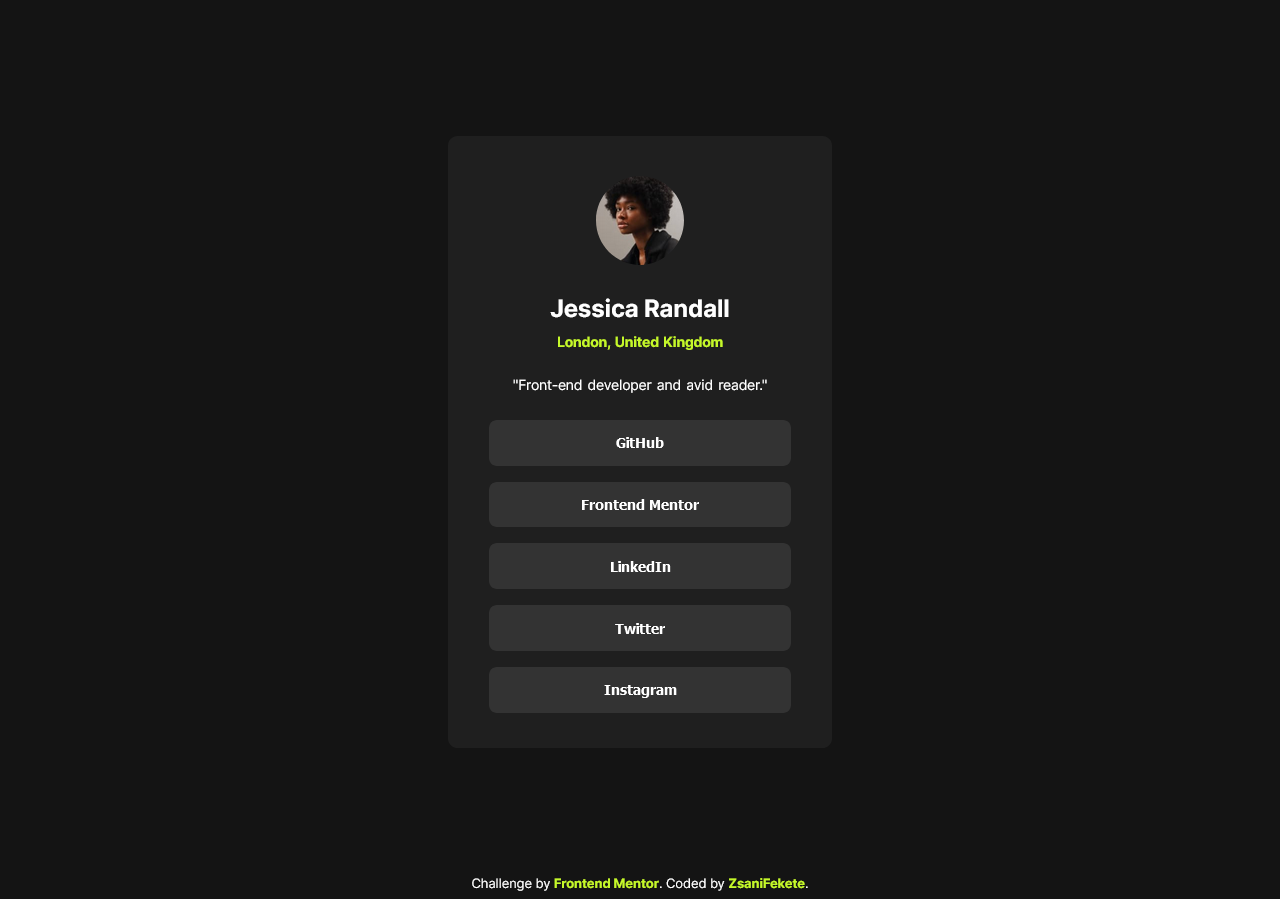 Jessica Randall
London, United Kingdom
"Front-end developer and avid reader."
GitHub
Frontend Mentor
LinkedIn
Twitter
Instagram
Challenge by Frontend Mentor. Coded by ZsaniFekete.